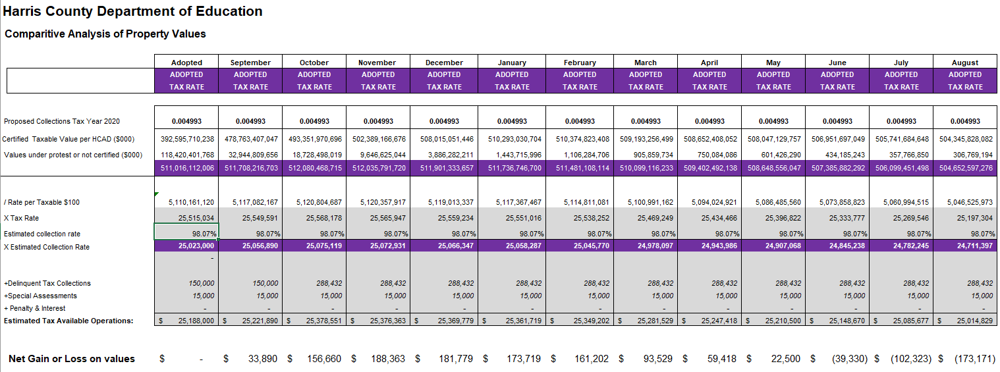 Harris County Department of Education
Comparitive Analysis of Property Values
Adopted September October November December January February March April May June July August
ADOPTED ADOPTED ADOPTED ADOPTED ADOPTED ADOPTED ADOPTED ADOPTED ADOPTED ADOPTED ADOPTED ADOPTED ADOPTED
TAX RATE TAX RATE TAX RATE TAX RATE TAX RATE TAX RATE TAX RATE TAX RATE TAX RATE TAX RATE TAX RATE TAX RATE TAX RATE
Proposed Collections Tax Year 2020 0.004993 0.004993 0.004993 0.004993 0.004993 0.004993 0.004993 0.004993 0.004993 0.004993 0.004993 0.004993 0.004993
Certified Taxable Value per HCAD ($000) 392,595,710,238 478,763,407,047 493,351,970,696 502,389,166,676 508,015,051,446 510,293,030,704 510,374,823,408 509,193,256,499 508,652,408,052 508,047,129,757 506,951,697,049 505,741,684,648 504,345,828,082
Values under protest or not certified ($000) 118,420,401,768 32,944,809,656 18,728,498,019 9,646,625,044 3,886,282,211 1,443,715,996 1,106,284,706 905,859,734 750,084,086 601,426,290 434,185,243 357,766,850 306,769,194
511,016,112,006 511,708,216,703 512,080,468,715 512,035,791,720 511,901,333,657 511,736,746,700 511,481,108,114 510,099,116,233 509,402,492,138 508,648,556,047 507,385,882,292 506,099,451,498 504,652,597,276
/ Rate per Taxable $100 5,110,161,120 5,117,082,167 5,120,804,687 5,120,357,917 5,119,013,337 5,117,367,467 5,114,811,081 5,100,991,162 5,094,024,921 5,086,485,560 5,073,858,823 5,060,994,515 5,046,525,973
X Tax Rate 25,515,034 25,549,591 25,568,178 25,565,947 25,559,234 25,551,016 25,538,252 25,469,249 25,434,466 25,396,822 25,333,777 25,269,546 25,197,304
Estimated collection rate 98.07% 98.07% 98.07% 98.07% 98.07% 98.07% 98.07% 98.07% 98.07% 98.07% 98.07% 98.07% 98.07%
X Estimated Collection Rate 25,023,000 25,056,890 25,075,119 25,072,931 25,066,347 25,058,287 25,045,770 24,978,097 24,943,986 24,907,068 24,845,238 24,782,245 24,711,397
-
+Delinquent Tax Collections 150,000 150,000 288,432 288,432 288,432 288,432 288,432 288,432 288,432 288,432 288,432 288,432 288,432
+Special Assessments 15,000 15,000 15,000 15,000 15,000 15,000 15,000 15,000 15,000 15,000 15,000 15,000 15,000
+ Penalty & Interest - - - - - - - - - - - - -
Estimated Tax Available Operations: $ 25,188,000 $ 25,221,890 $ 25,378,551 $ 25,376,363 $ 25,369,779 $ 25,361,719 $ 25,349,202 $ 25,281,529 $ 25,247,418 $ 25,210,500 $ 25,148,670 $ 25,085,677 $ 25,014,829
Net Gain or Loss on values $ - $ 33,890 $ 156,660 $ 188,363 $ 181,779 $ 173,719 $ 161,202 $ 93,529 $ 59,418 $ 22,500 $ (39,330) $ (102,323) $ (173,171)